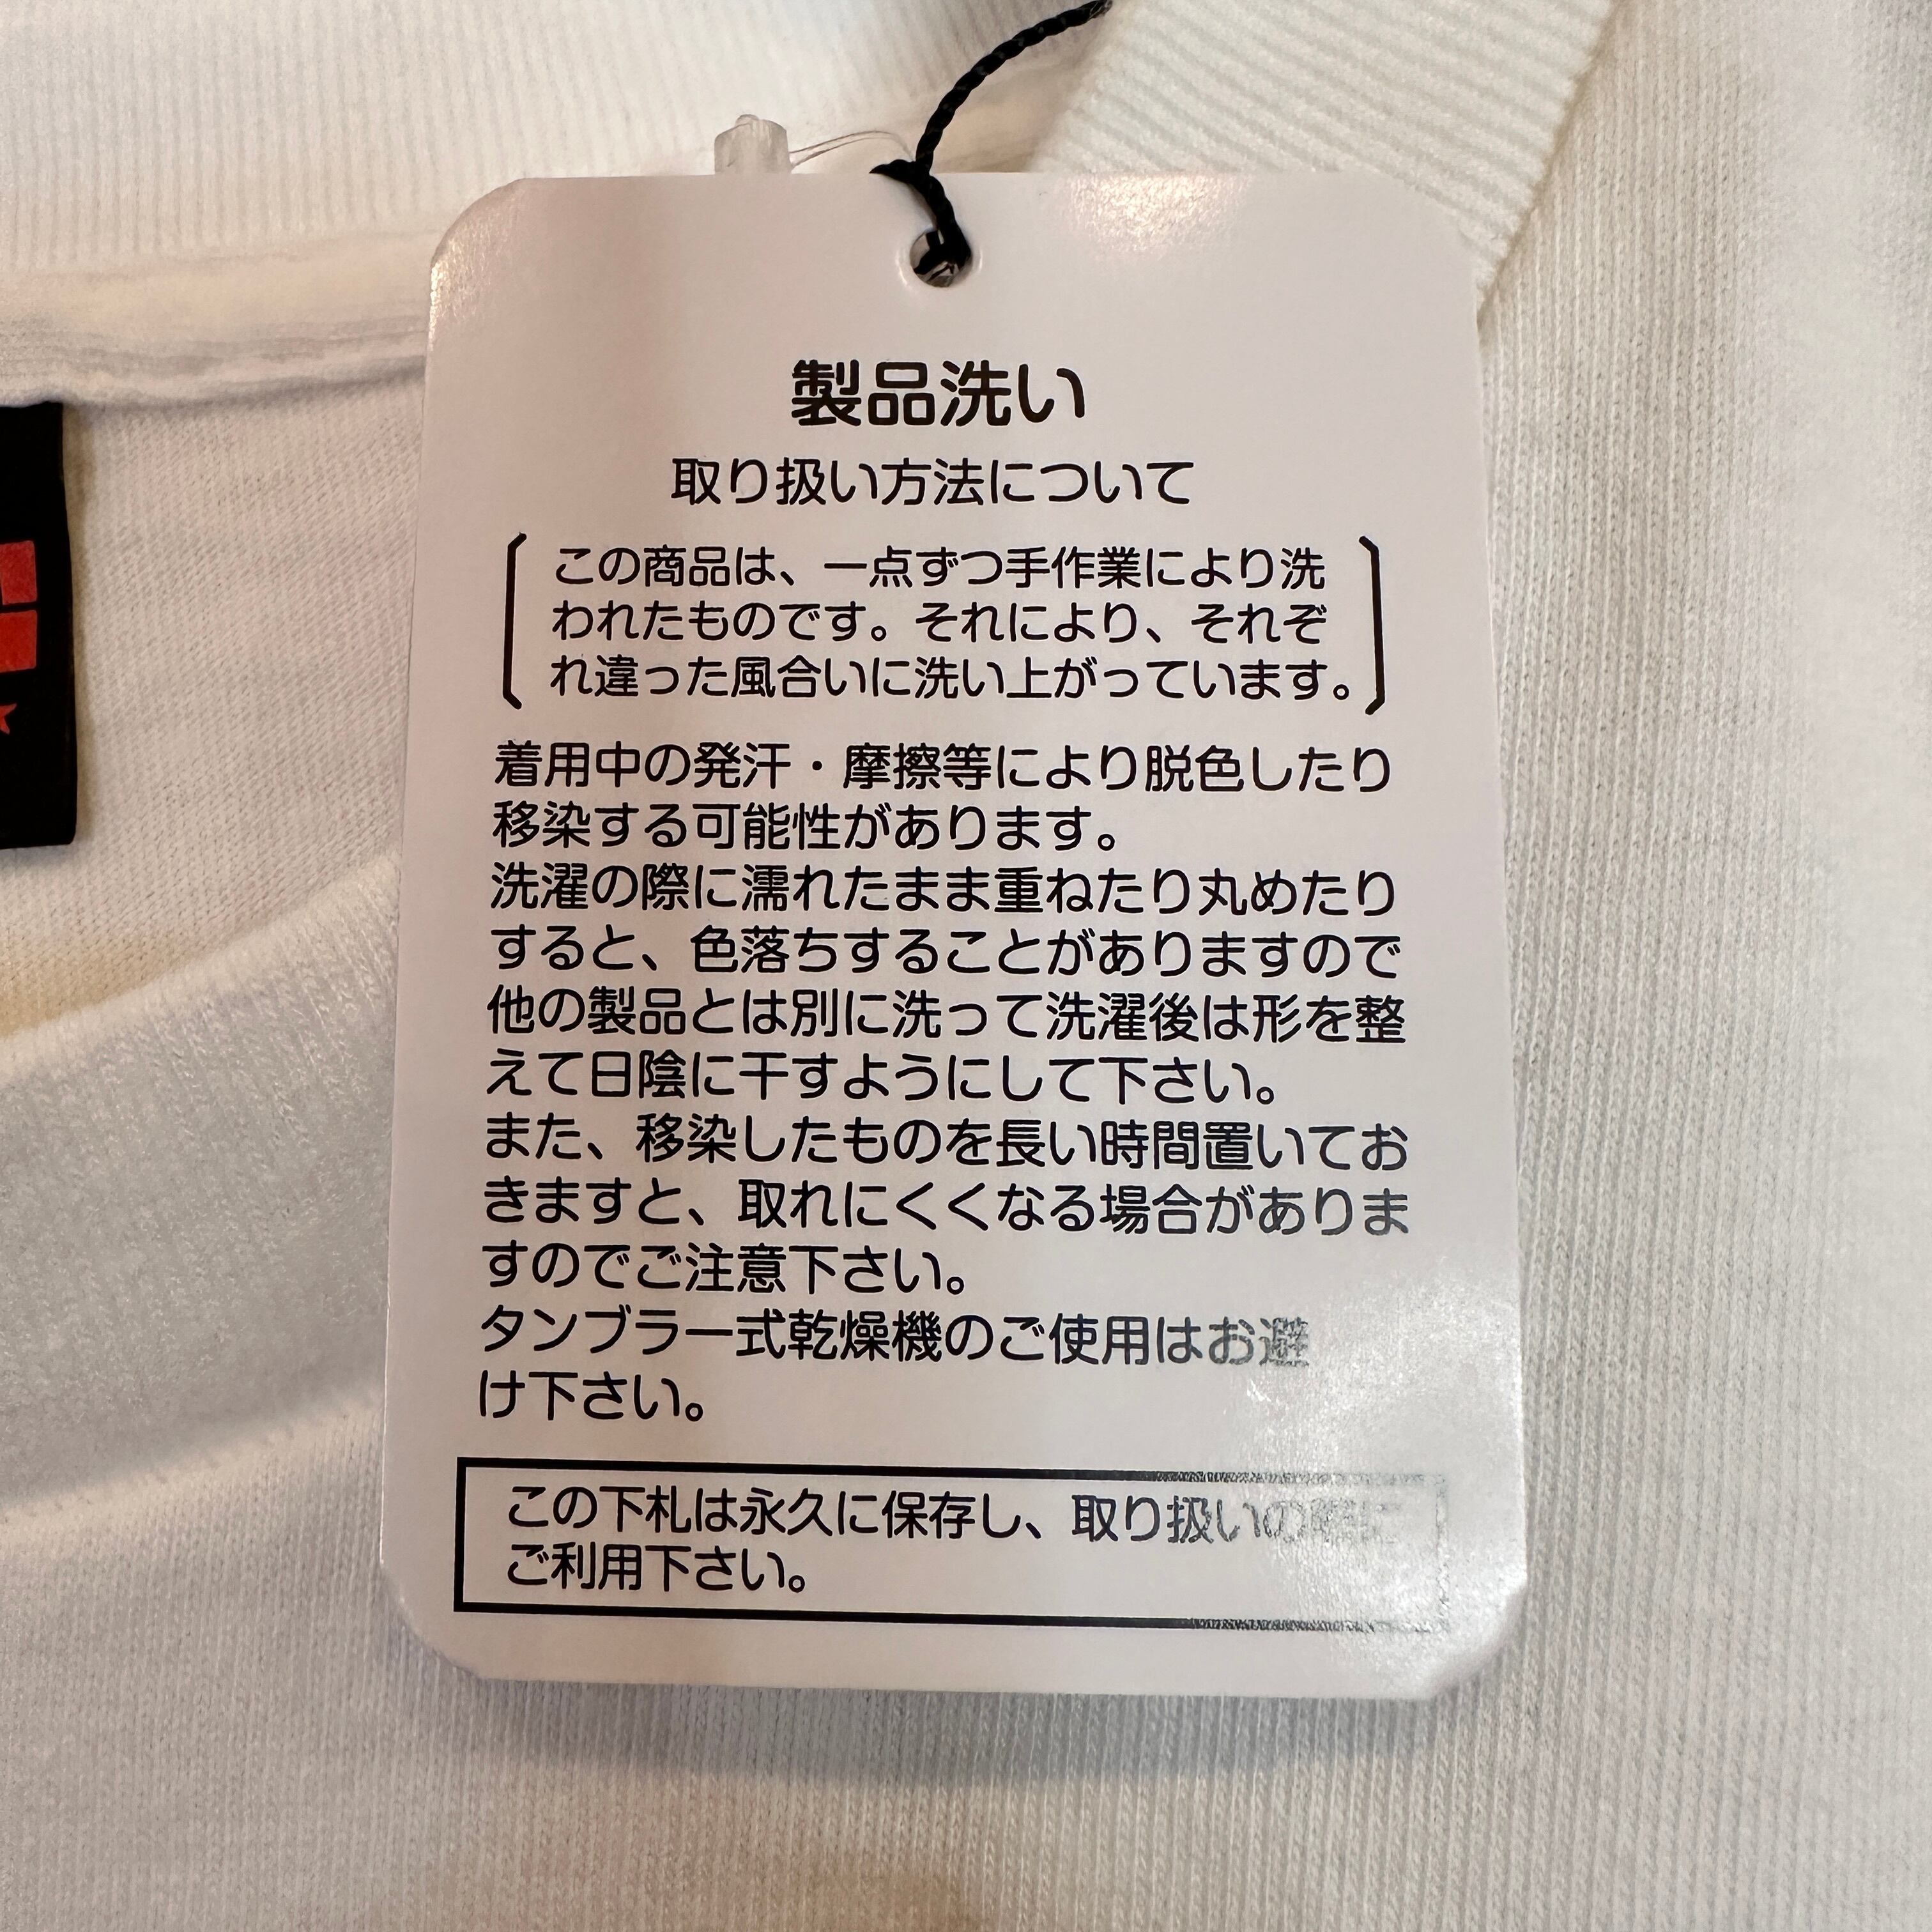 製品洗い
取り扱い方法について
この商品は、一点ずつ手作業により洗
われたものです。それにより、それぞ
れ違った風合いに洗い上がっています。
着用中の発汗・摩擦等により脱色したり
移染する可能性があります。
洗濯の際に濡れたまま重ねたり丸めたり
すると、色落ちすることがありますので
他の製品とは別に洗って洗濯後は形を整
えて日陰に干すようにして下さい。
また、移染したものを長い時間置いてお
きますと、取れにくくなる場合がありま
すのでご注意下さい。
タンブラー式乾燥機のご使用はお避
け下さい。
この下札は永久に保存し、取り扱いの際に
ご利用下さい。